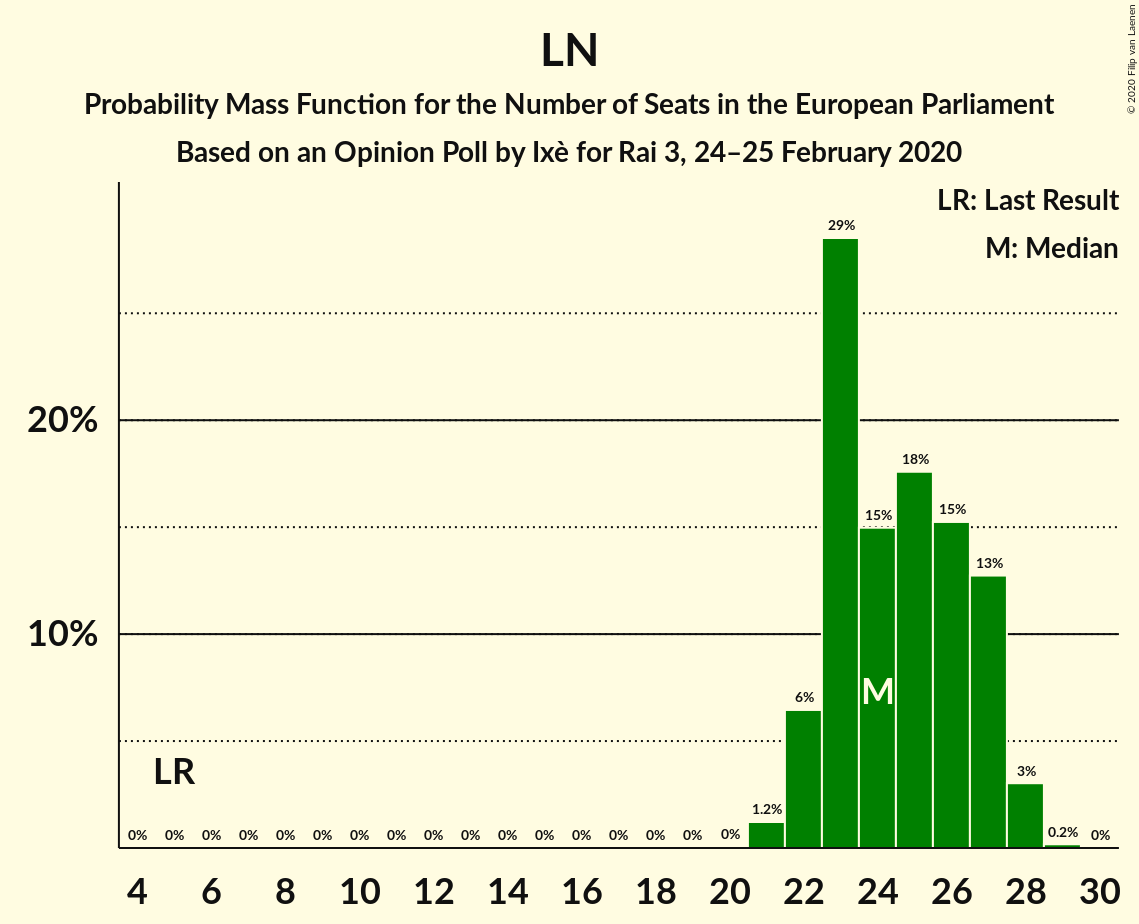 LN
Probability Mass Function for the Number of Seats in the European Parliament
Based on an Opinion Poll by Ixè for Rai 3, 24–25 February 2020
© 2020 Filip van Laenen
LR: Last Result
M: Median
29%
20%
18%
15%
15%
13%
10%
6%
M
LR
3%
1.2%
0% 0% 0% 0% 0% 0% 0% 0% 0% 0% 0% 0% 0% 0% 0% 0% 0% 0.2% 0%
4 6 8 10 12 14 16 18 20 22 24 26 28 30